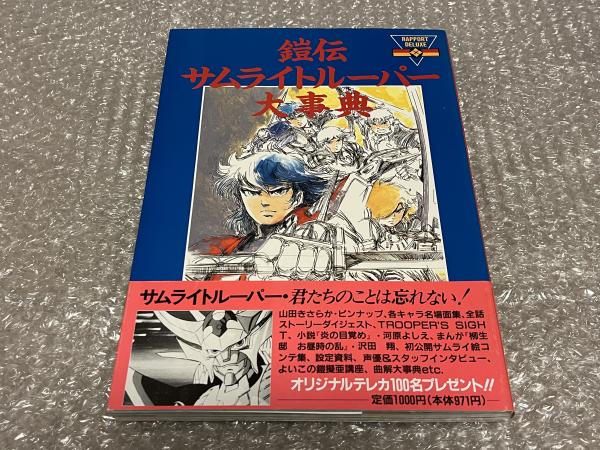 RAPPORT
DELUXE
鎧伝
サムライトルーパー
大事典
サムライトルーパー・君たちのことは忘れない!
山田きさらか・ピンナップ、各キャラ名場面集、全話
ストーリーダイジェスト、TROOPER'S SIGH
T、小説「炎の目覚め」・河原よしえ、まんが「柳生
邸 お昼時の乱」・沢田 翔、初公開サムライ絵コ
ンテ集、設定資料、声優&スタッフインタビュー、
よいこの鎧擬亜講座、曲解大事典etc.
オリジナルテレカ100名プレゼント!!
定価1000円(本体971円)